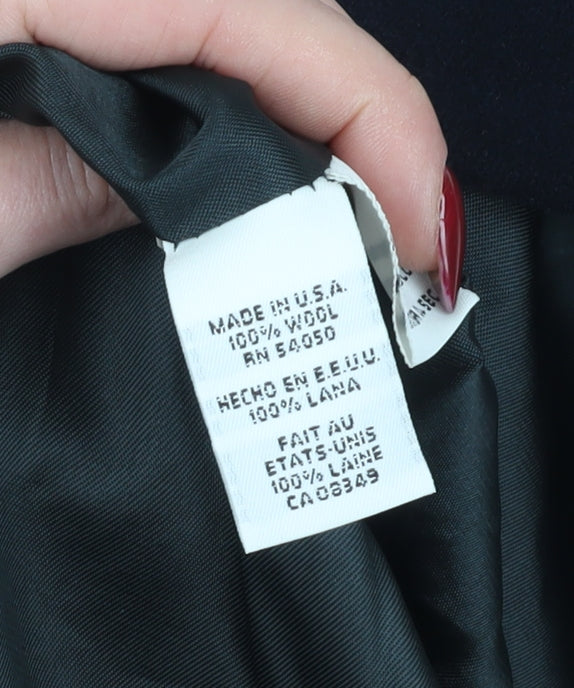 MADE IN U.S.A.
100% WOOL
RN 54050
HECHO EN E.E.U.U.
100% LANA
FAIT AU
ETATS-UNIS
100% LAINE
CA 08349